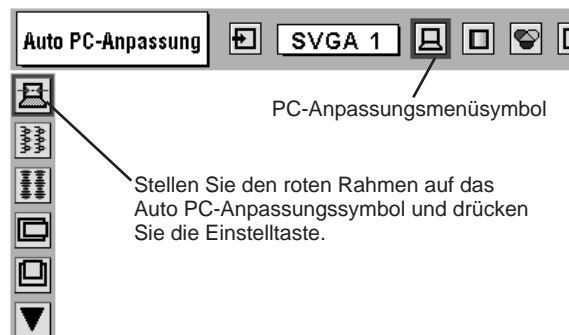 Auto PC-Anpassung
SVGA 1
PC-Anpassungsmenüsymbol
Stellen Sie den roten Rahmen auf das
Auto PC-Anpassungssymbol und drücken
Sie die Einstelltaste.